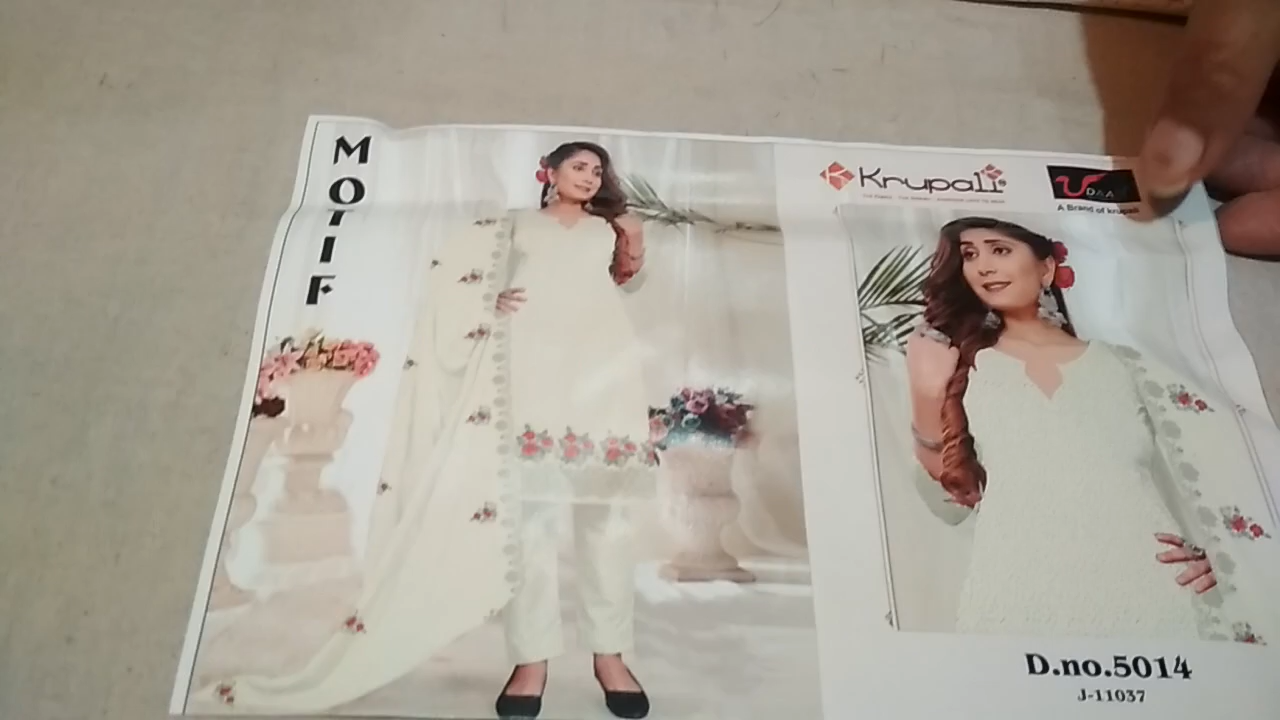 MOTIF
Krupali
A Brand of krupali
D.no.5014
J-11037